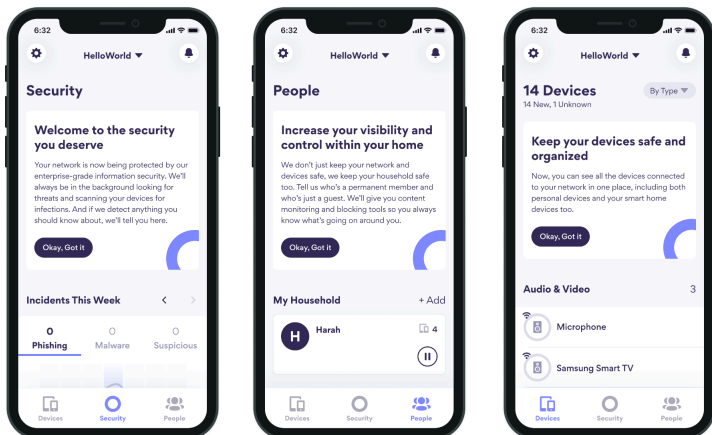 6:32
HelloWorld
Security
Welcome to the security
you deserve
Your network is now being protected by our
enterprise-grade information security. We'll
always be in the background looking for
threats and scanning your devices for
infections. And if we detect anything you
should know about, we'll tell you here.
Okay, Got it
Incidents This Week
0 0 0
Phishing Malware Suspicious
Devices Security People
6:32
HelloWorld
People
Increase your visibility and
control within your home
We don't just keep your network and
devices safe, we keep your household safe
too. Tell us who's a permanent member and
who's just a guest. We'll give you content
monitoring and blocking tools so you always
know what's going on around you.
Okay, Got it
My Household + Add
H Harah 4
Devices Security People
6:32
HelloWorld
14 Devices By Type
14 New, 1 Unknown
Keep your devices safe and
organized
Now, you can see all the devices connected
to your network in one place, including both
personal devices and your smart home
devices too.
Okay, Got it
Audio & Video 3
Microphone
Samsung Smart TV
Devices Security People